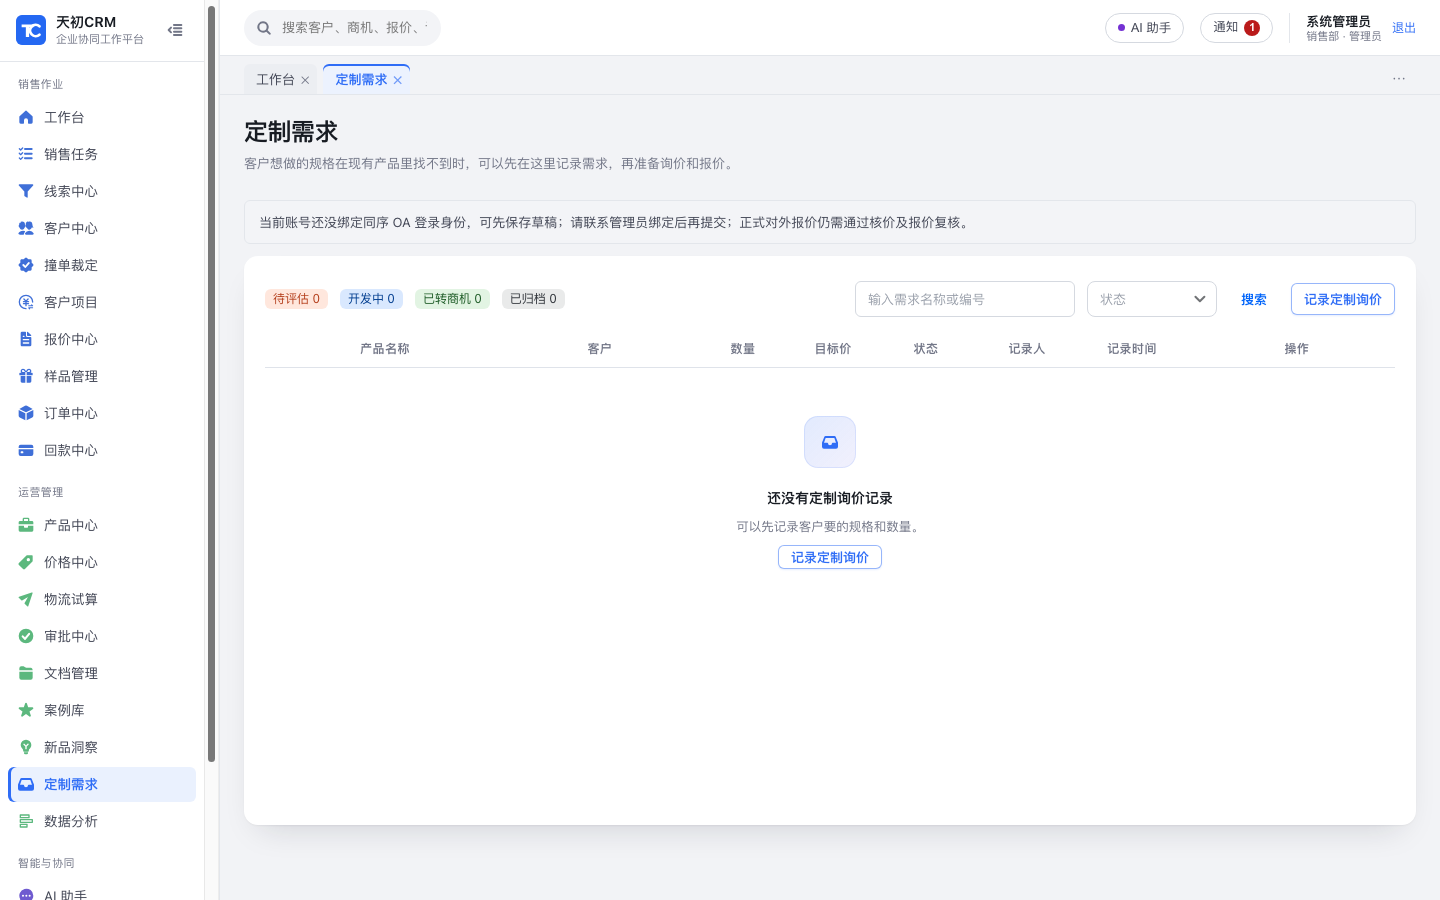 天初CRM
企业协同工作平台
搜索客户、商机、报价、
AI 助手
通知 1
系统管理员
销售部 · 管理员
退出
销售作业
工作台
销售任务
线索中心
客户中心
撞单裁定
客户项目
报价中心
样品管理
订单中心
回款中心
运营管理
产品中心
价格中心
物流试算
审批中心
文档管理
案例库
新品洞察
定制需求
数据分析
智能与协同
AI 助手
工作台
定制需求
定制需求
客户想做的规格在现有产品里找不到时，可以先在这里记录需求，再准备询价和报价。
当前账号还没绑定同序 OA 登录身份，可先保存草稿；请联系管理员绑定后再提交；正式对外报价仍需通过核价及报价复核。
待评估 0 开发中 0 已转商机 0 已归档 0
输入需求名称或编号
状态
搜索
记录定制询价
产品名称 客户 数量 目标价 状态 记录人 记录时间 操作
还没有定制询价记录
可以先记录客户要的规格和数量。
记录定制询价